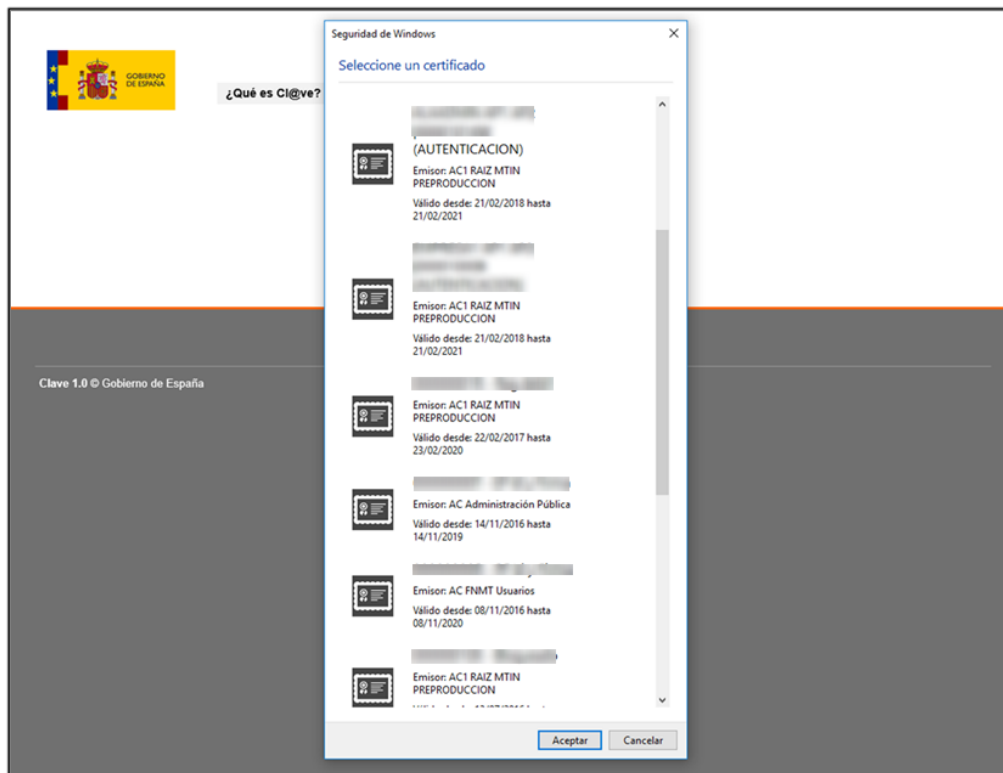 GOBIERNO
DE ESPAÑA
¿Qué es Cl@ve?
Seguridad de Windows
Seleccione un certificado
(AUTENTICACION)
Emisor: AC1 RAIZ MTIN
PREPRODUCCION
Válido desde: 21/02/2018 hasta
21/02/2021
Emisor: AC1 RAIZ MTIN
PREPRODUCCION
Válido desde: 21/02/2018 hasta
21/02/2021
Emisor: AC1 RAIZ MTIN
PREPRODUCCION
Válido desde: 22/02/2017 hasta
23/02/2020
Emisor: AC Administración Pública
Válido desde: 14/11/2016 hasta
14/11/2019
Emisor: AC FNMT Usuarios
Válido desde: 08/11/2016 hasta
08/11/2020
Emisor: AC1 RAIZ MTIN
PREPRODUCCION
Aceptar
Cancelar
Clave 1.0 © Gobierno de España